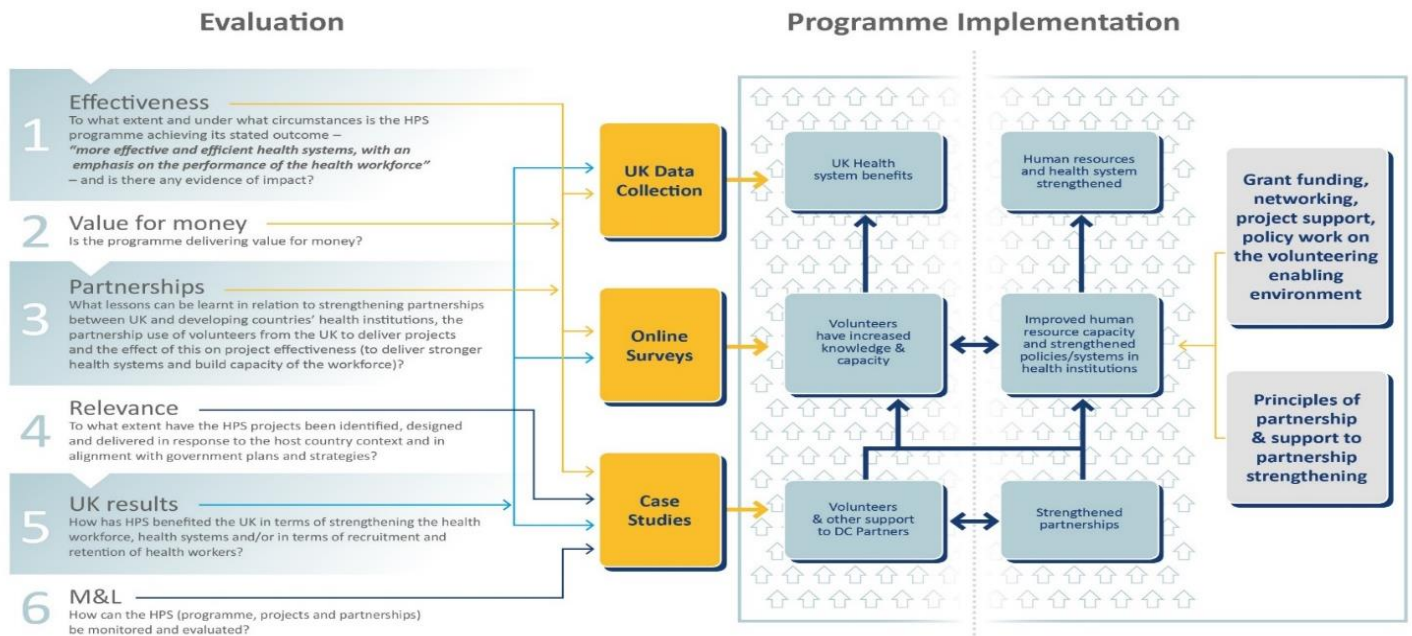 Evaluation
Programme Implementation
1
Effectiveness
To what extent and under what circumstances is the HPS
programme achieving its stated outcome –
"more effective and efficient health systems, with an
emphasis on the performance of the health workforce"
– and is there any evidence of impact?
2
Value for money
Is the programme delivering value for money?
3
Partnerships
What lessons can be learnt in relation to strengthening partnerships
between UK and developing countries' health institutions, the
partnership use of volunteers from the UK to deliver projects
and the effect of this on project effectiveness (to deliver stronger
health systems and build capacity of the workforce)?
4
Relevance
To what extent have the HPS projects been identified, designed
and delivered in response to the host country context and in
alignment with government plans and strategies?
5
UK results
How has HPS benefited the UK in terms of strengthening the health
workforce, health systems and/or in terms of recruitment and
retention of health workers?
6
M&L
How can the HPS (programme, projects and partnerships)
be monitored and evaluated?
UK Data
Collection
Online
Surveys
Case
Studies
UK Health
system benefits
Human resources
and health system
strengthened
Volunteers
have increased
knowledge &
capacity
Improved human
resource capacity
and strengthened
policies/systems in
health institutions
Volunteers
& other support
to DC Partners
Strengthened
partnerships
Grant funding,
networking,
project support,
policy work on
the volunteering
enabling
environment
Principles of
partnership
& support to
partnership
strengthening